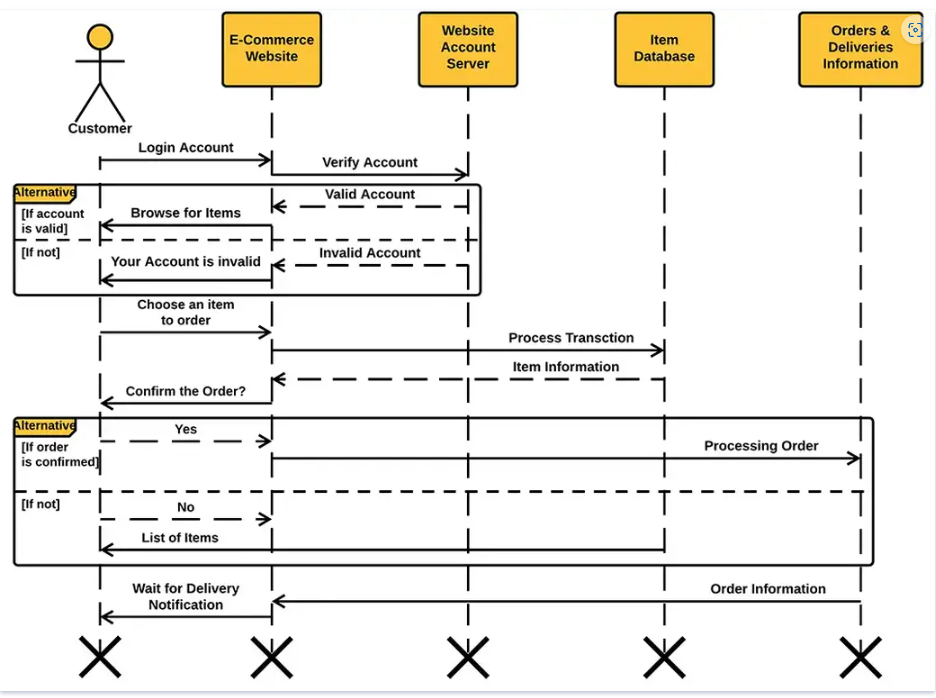 E-Commerce
Website
Website
Account
Server
Item
Database
Orders &
Deliveries
Information
Customer
Login Account
Verify Account
Alternative
Valid Account
[If account
is valid]
Browse for Items
[If not]
Invalid Account
Your Account is invalid
Choose an item
to order
Process Transction
Item Information
Confirm the Order?
Alternative
Yes
[If order
is confirmed]
Processing Order
[If not]
No
List of Items
Wait for Delivery
Notification
Order Information